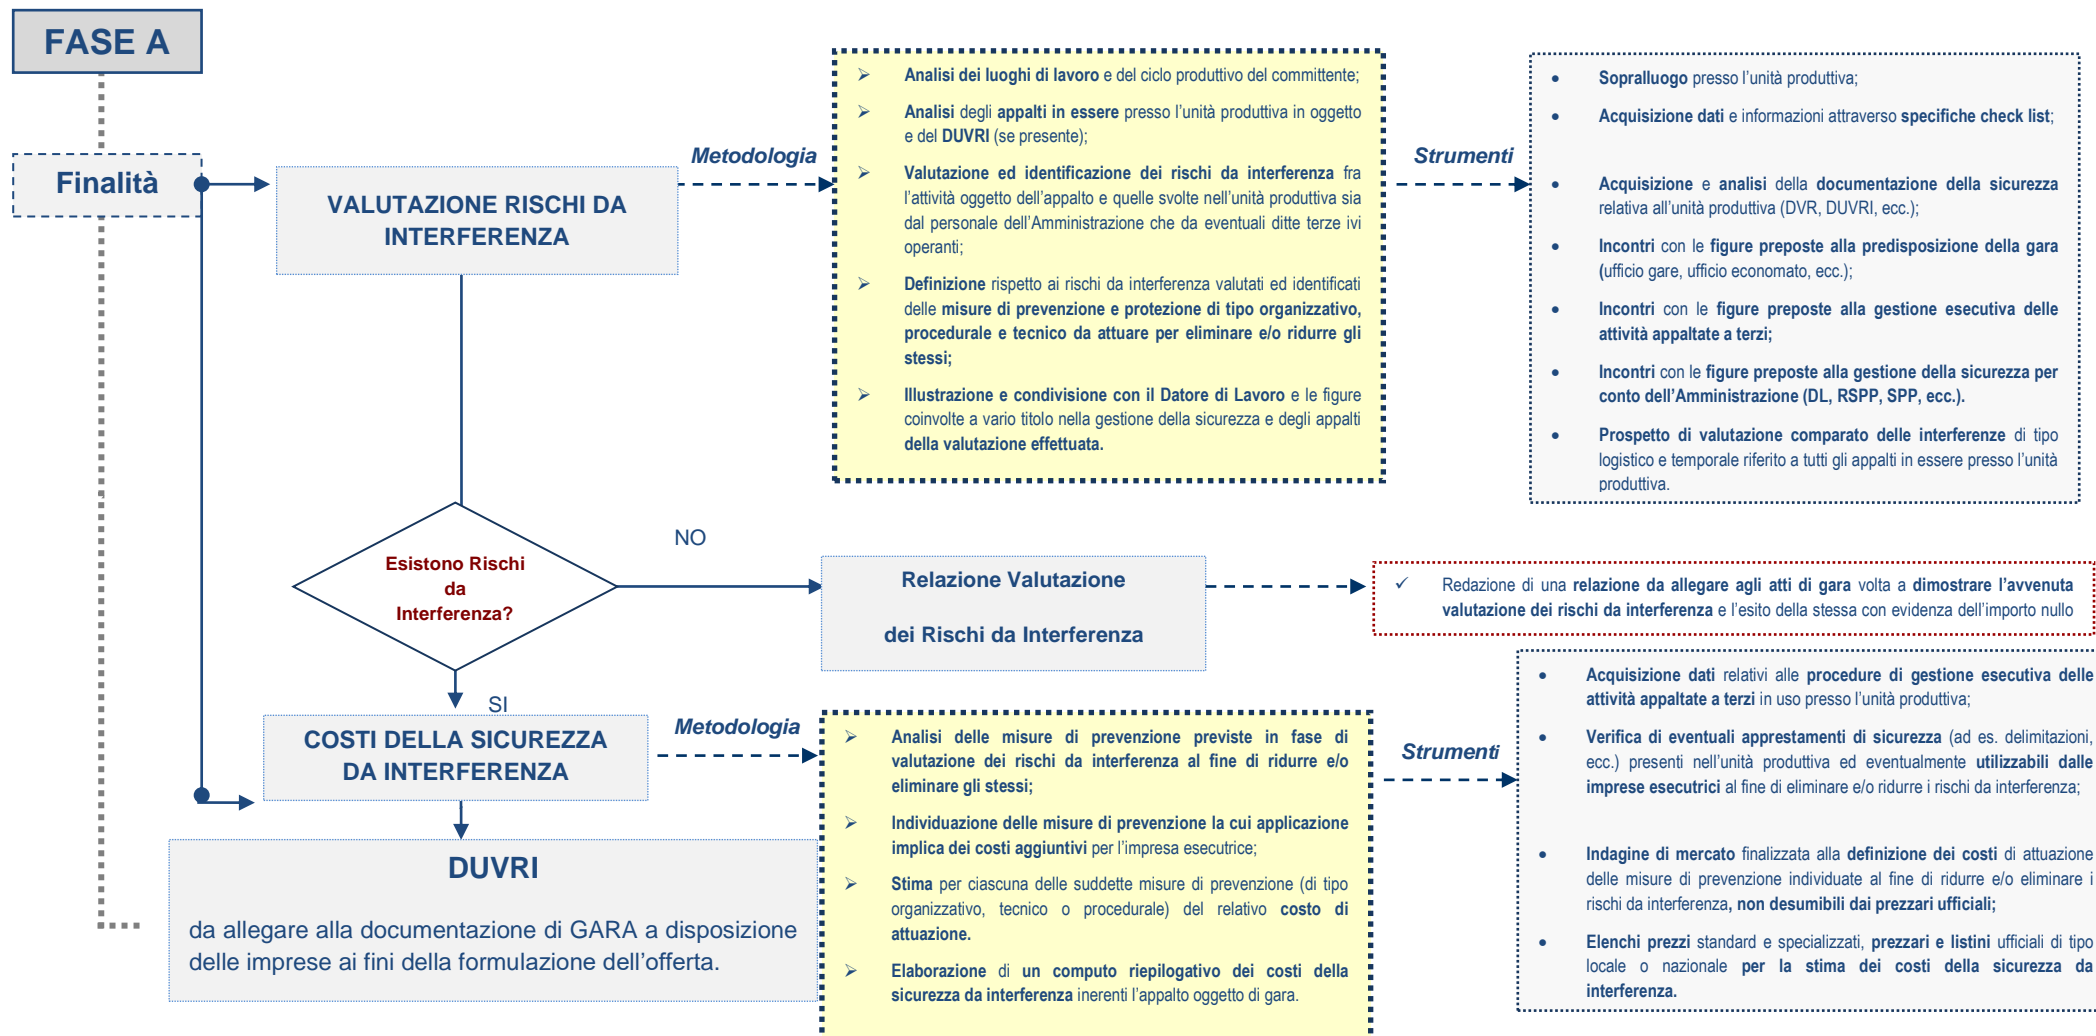 FASE A
Finalità
VALUTAZIONE RISCHI DA
INTERFERENZA
Metodologia
➢ Analisi dei luoghi di lavoro e del ciclo produttivo del committente;
➢ Analisi degli appalti in essere presso l'unità produttiva in oggetto
e del DUVRI (se presente);
➢ Valutazione ed identificazione dei rischi da interferenza fra
l'attività oggetto dell'appalto e quelle svolte nell'unità produttiva sia
dal personale dell'Amministrazione che da eventuali ditte terze ivi
operanti;
➢ Definizione rispetto ai rischi da interferenza valutati ed identificati
delle misure di prevenzione e protezione di tipo organizzativo,
procedurale e tecnico da attuare per eliminare e/o ridurre gli
stessi;
➢ Illustrazione e condivisione con il Datore di Lavoro e le figure
coinvolte a vario titolo nella gestione della sicurezza e degli appalti
della valutazione effettuata.
Strumenti
• Sopralluogo presso l'unità produttiva;
• Acquisizione dati e informazioni attraverso specifiche check list;
• Acquisizione e analisi della documentazione della sicurezza
relativa all'unità produttiva (DVR, DUVRI, ecc.);
• Incontri con le figure preposte alla predisposizione della gara
(ufficio gare, ufficio economato, ecc.);
• Incontri con le figure preposte alla gestione esecutiva delle
attività appaltate a terzi;
• Incontri con le figure preposte alla gestione della sicurezza per
conto dell'Amministrazione (DL, RSPP, SPP, ecc.).
• Prospetto di valutazione comparato delle interferenze di tipo
logistico e temporale riferito a tutti gli appalti in essere presso l'unità
produttiva.
Esistono Rischi
da
Interferenza?
NO
Relazione Valutazione
dei Rischi da Interferenza
✓ Redazione di una relazione da allegare agli atti di gara volta a dimostrare l'avvenuta
valutazione dei rischi da interferenza e l'esito della stessa con evidenza dell'importo nullo
SI
COSTI DELLA SICUREZZA
DA INTERFERENZA
Metodologia
➢ Analisi delle misure di prevenzione previste in fase di
valutazione dei rischi da interferenza al fine di ridurre e/o
eliminare gli stessi;
➢ Individuazione delle misure di prevenzione la cui applicazione
implica dei costi aggiuntivi per l'impresa esecutrice;
➢ Stima per ciascuna delle suddette misure di prevenzione (di tipo
organizzativo, tecnico o procedurale) del relativo costo di
attuazione.
➢ Elaborazione di un computo riepilogativo dei costi della
sicurezza da interferenza inerenti l'appalto oggetto di gara.
Strumenti
• Acquisizione dati relativi alle procedure di gestione esecutiva delle
attività appaltate a terzi in uso presso l'unità produttiva;
• Verifica di eventuali apprestamenti di sicurezza (ad es. delimitazioni,
ecc.) presenti nell'unità produttiva ed eventualmente utilizzabili dalle
imprese esecutrici al fine di eliminare e/o ridurre i rischi da interferenza;
• Indagine di mercato finalizzata alla definizione dei costi di attuazione
delle misure di prevenzione individuate al fine di ridurre e/o eliminare i
rischi da interferenza, non desumibili dai prezzari ufficiali;
• Elenchi prezzi standard e specializzati, prezzari e listini ufficiali di tipo
locale o nazionale per la stima dei costi della sicurezza da
interferenza.
DUVRI
da allegare alla documentazione di GARA a disposizione
delle imprese ai fini della formulazione dell'offerta.